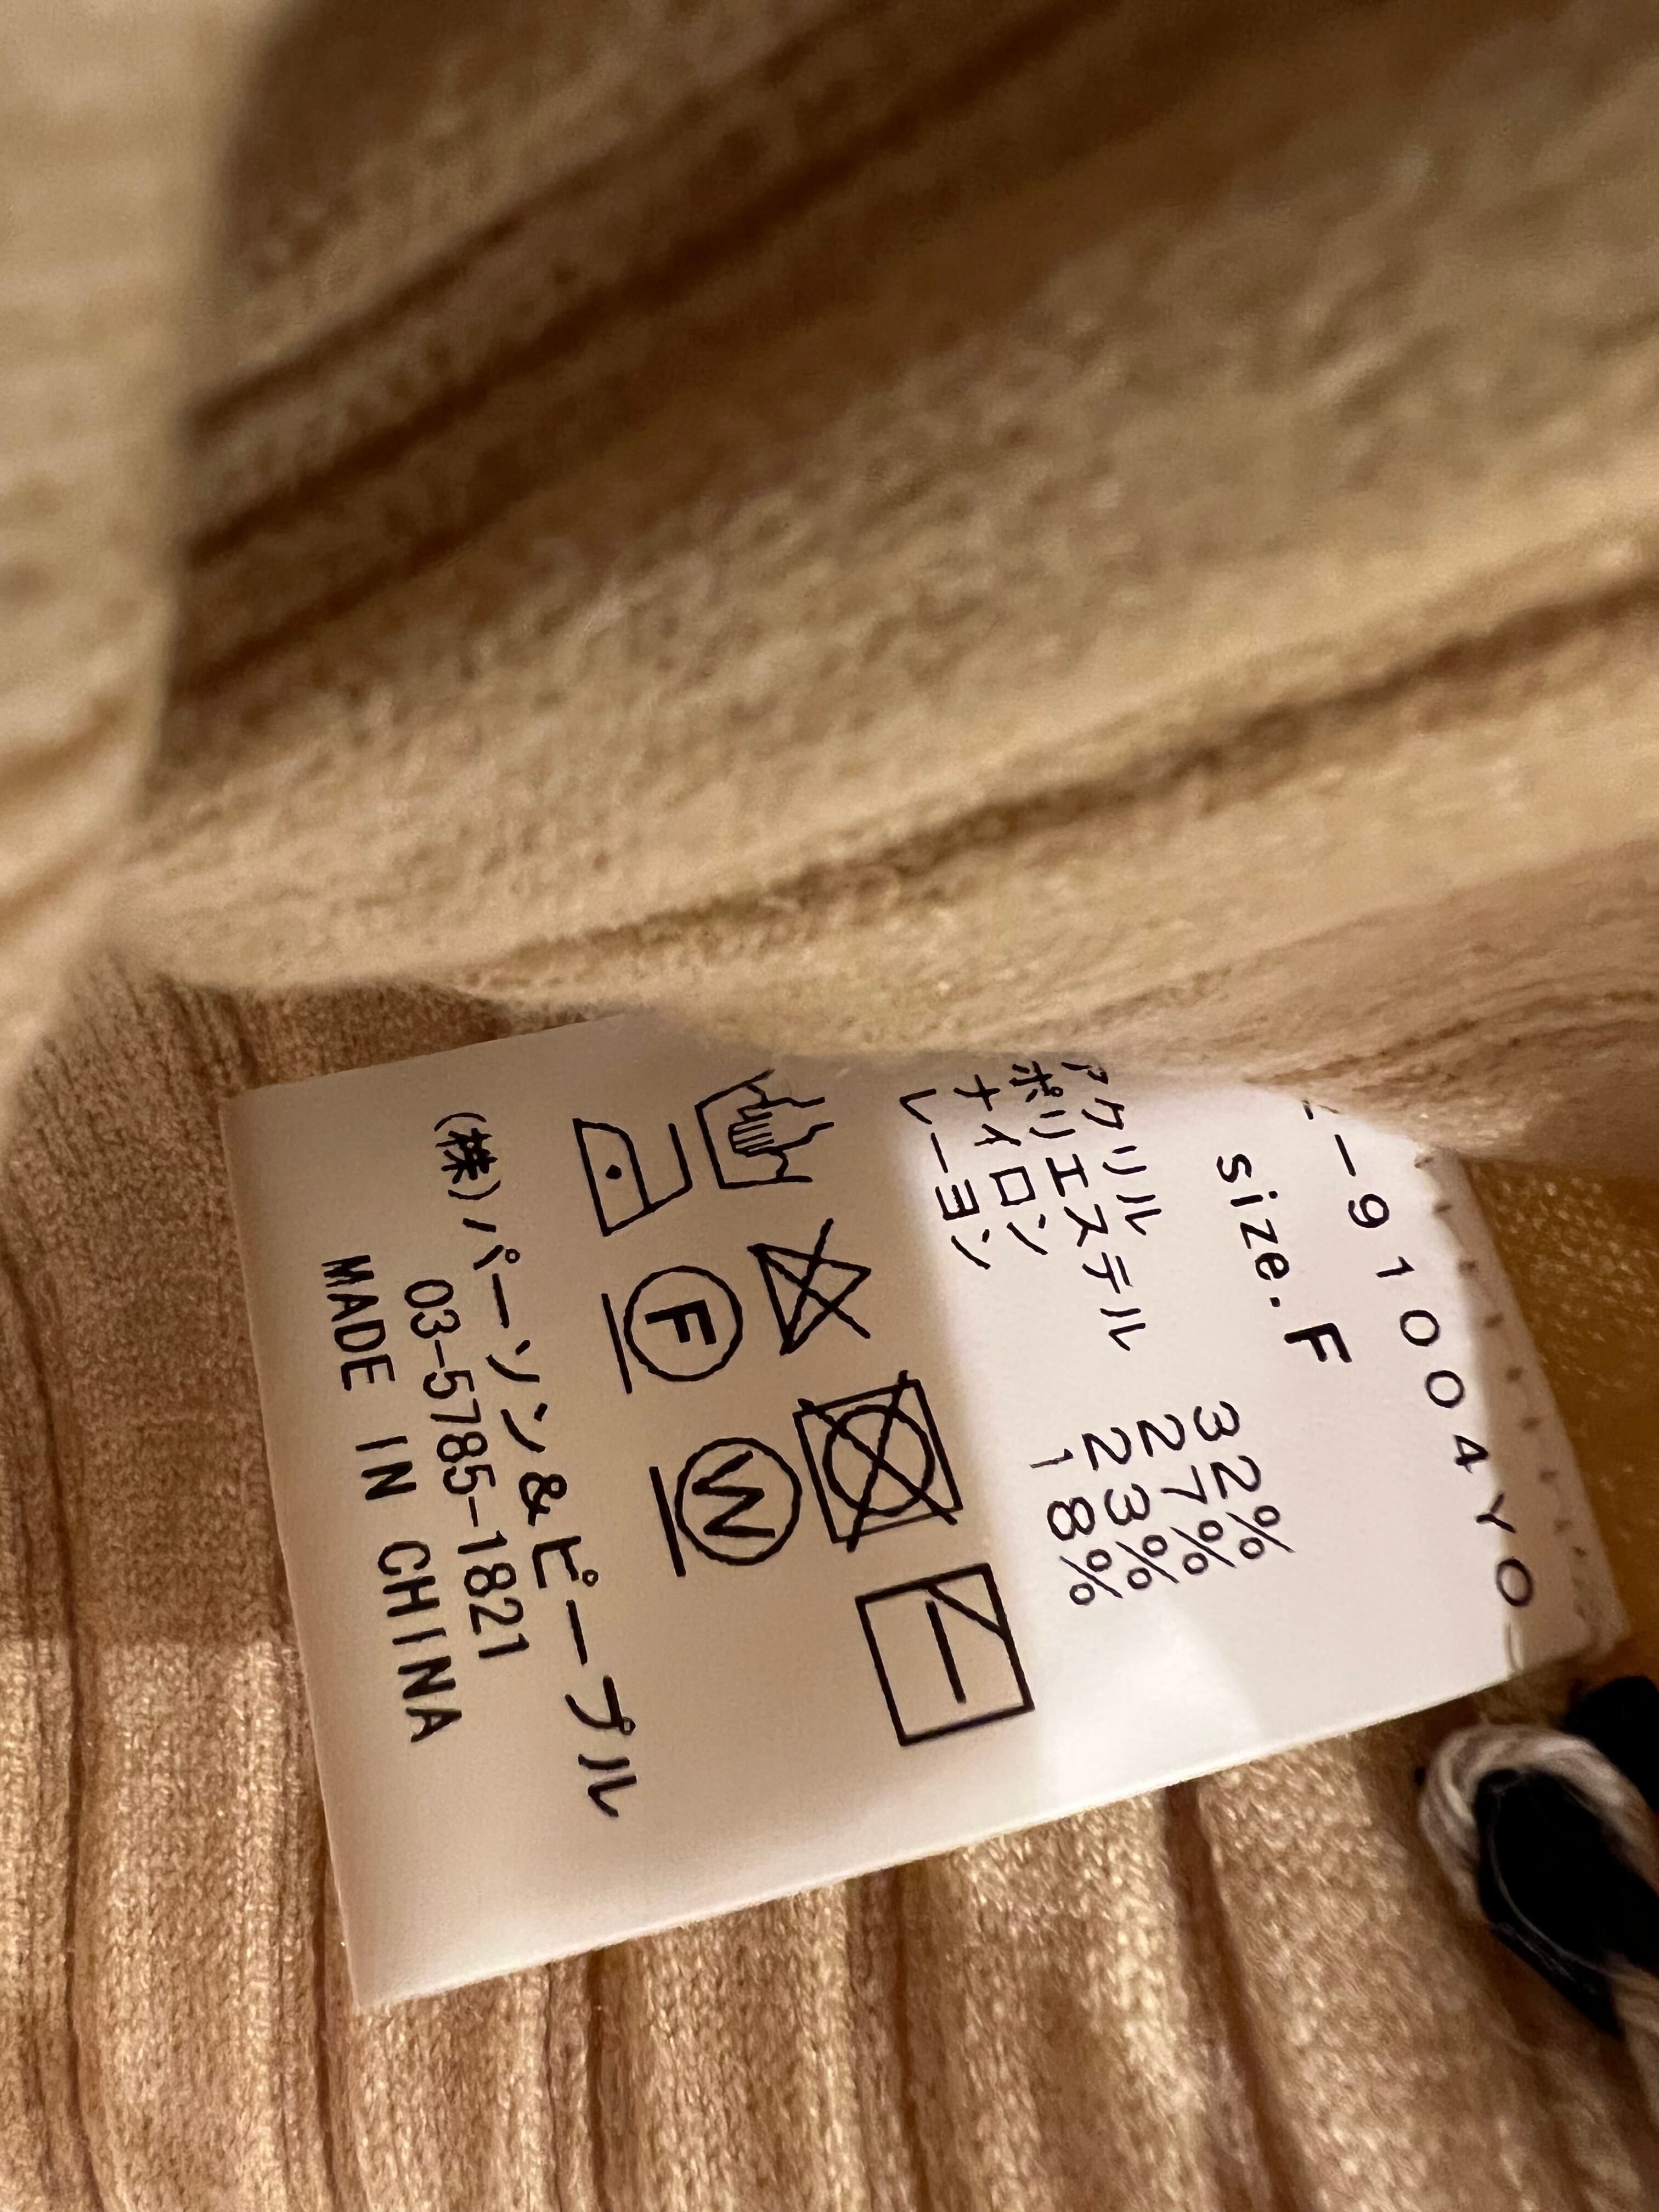 -91004YO
size.F
アクリル 32%
ポリエステル 27%
ナイロン 23%
レーヨン 18%
F W
(株)パーソン&ピープル
03-5785-1821
MADE IN CHINA